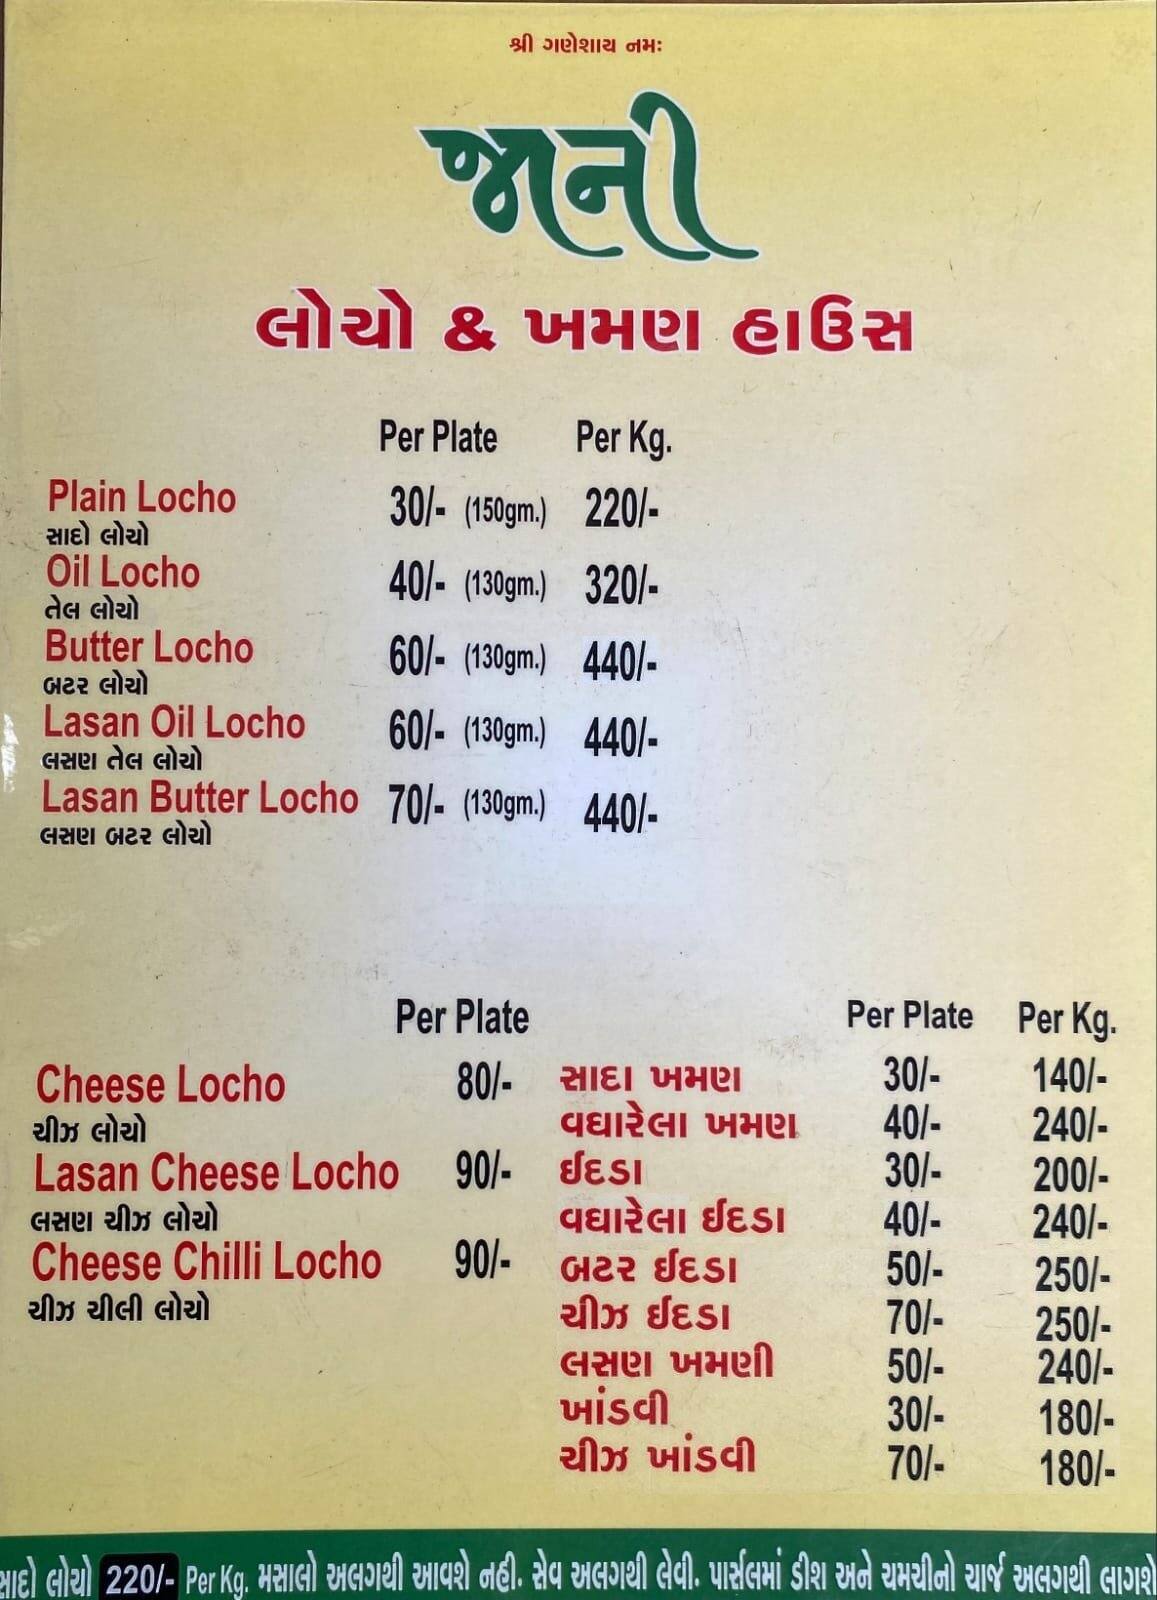 શ્રી ગણેશાય નમઃ
જાની
લોચો & ખમણ હાઉસ
Per Plate Per Kg.
Plain Locho 30/- (150gm.) 220/-
સાદો લોચો
Oil Locho 40/- (130gm.) 320/-
તેલ લોચો
Butter Locho 60/- (130gm.) 440/-
બટર લોચો
Lasan Oil Locho 60/- (130gm.) 440/-
લસણ તેલ લોચો
Lasan Butter Locho 70/- (130gm.) 440/-
લસણ બટર લોચો
Per Plate
Cheese Locho 80/-
ચીઝ લોચો
Lasan Cheese Locho 90/-
લસણ ચીઝ લોચો
Cheese Chilli Locho 90/-
ચીઝ ચીલી લોચો
Per Plate Per Kg.
સાદા ખમણ 30/- 140/-
વઘારેલા ખમણ 40/- 240/-
ઈદડા 30/- 200/-
વઘારેલા ઈદડા 40/- 240/-
બટર ઈદડા 50/- 250/-
ચીઝ ઈદડા 70/- 250/-
લસણ ખમણી 50/- 240/-
ખાંડવી 30/- 180/-
ચીઝ ખાંડવી 70/- 180/-
સાદો લોચો 220/- Per Kg. મસાલો અલગથી આવશે નહી. સેવ અલગથી લેવી. પાર્સલમાં ડીશ અને ચમચીનો ચાર્જ અલગથી લાગશે